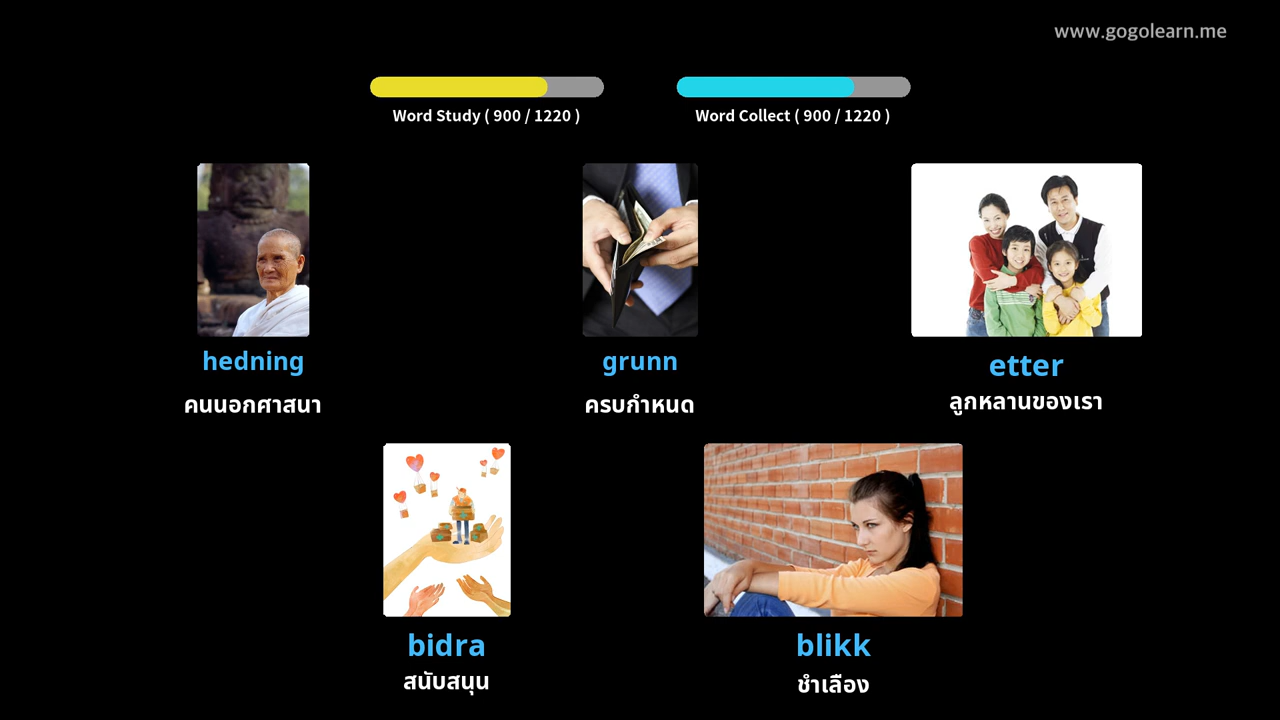 www.gogolearn.me
Word Study ( 900 / 1220 )
Word Collect ( 900 / 1220 )
hedning
คนนอกศาสนา
grunn
ครบกำหนด
etter
ลูกหลานของเรา
bidra
สนับสนุน
blikk
ชำเลือง